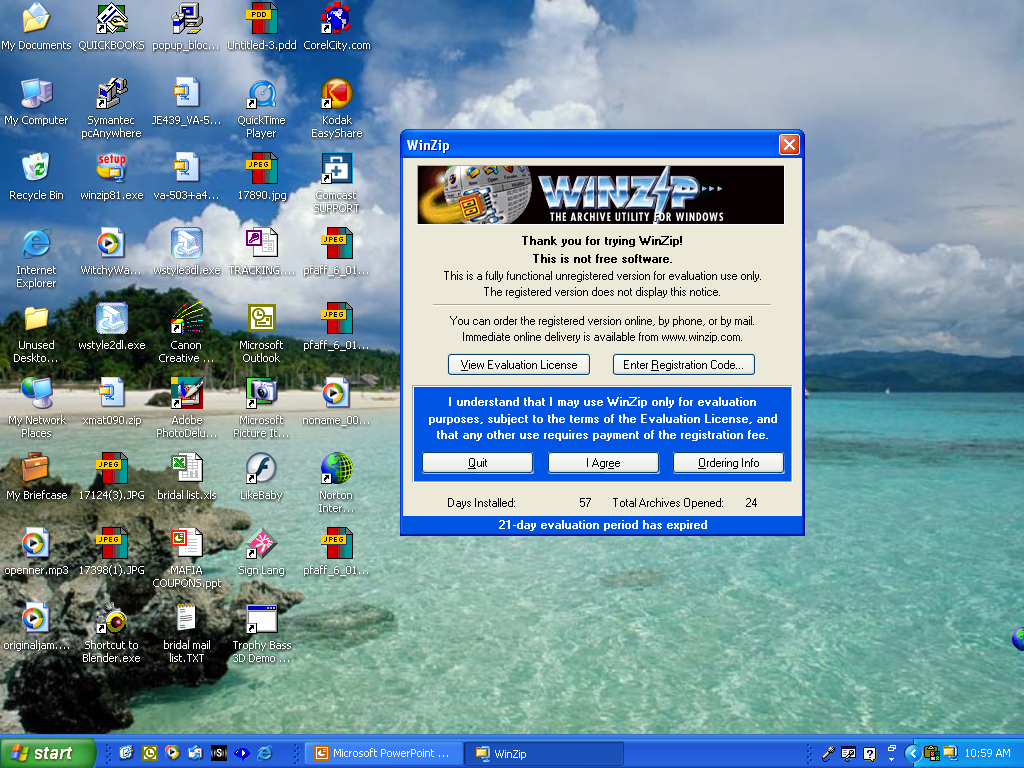 My Documents
QUICKBOOKS
popup_bloc...
PDD
Untitled-3.pdd
CorelCity.com
My Computer
Symantec
pcAnywhere
JE439_VA-5...
QuickTime
Player
Kodak
EasyShare
Recycle Bin
setup
winzip81.exe
va-503+a4...
JPEG
17890.jpg
Comcast
SUPPORT
Internet
Explorer
WitchyWa...
wstyle3dl.exe
TRACKING....
JPEG
pfaff_6_01...
Unused
Deskto...
wstyle2dl.exe
Canon
Creative ...
Microsoft
Outlook
JPEG
pfaff_6_01...
My Network
Places
xmat090.zip
Adobe
PhotoDelu...
Microsoft
Picture It...
noname_00...
My Briefcase
JPEG
17124(3).JPG
bridal list.xls
LikeBaby
Norton
Inter...
openner.mp3
JPEG
17398(1).JPG
MAFIA
COUPONS.ppt
Sign Lang
JPEG
pfaff_6_01...
originaljam....
Shortcut to
Blender.exe
bridal mail
list.TXT
Trophy Bass
3D Demo ...
WinZip
WINZIP
THE ARCHIVE UTILITY FOR WINDOWS
Thank you for trying WinZip!
This is not free software.
This is a fully functional unregistered version for evaluation use only.
The registered version does not display this notice.
You can order the registered version online, by phone, or by mail.
Immediate online delivery is available from www.winzip.com.
View Evaluation License
Enter Registration Code...
I understand that I may use WinZip only for evaluation
purposes, subject to the terms of the Evaluation License, and
that any other use requires payment of the registration fee.
Quit
I Agree
Ordering Info
Days Installed: 57 Total Archives Opened: 24
21-day evaluation period has expired
start
Microsoft PowerPoint ...
WinZip
10:59 AM